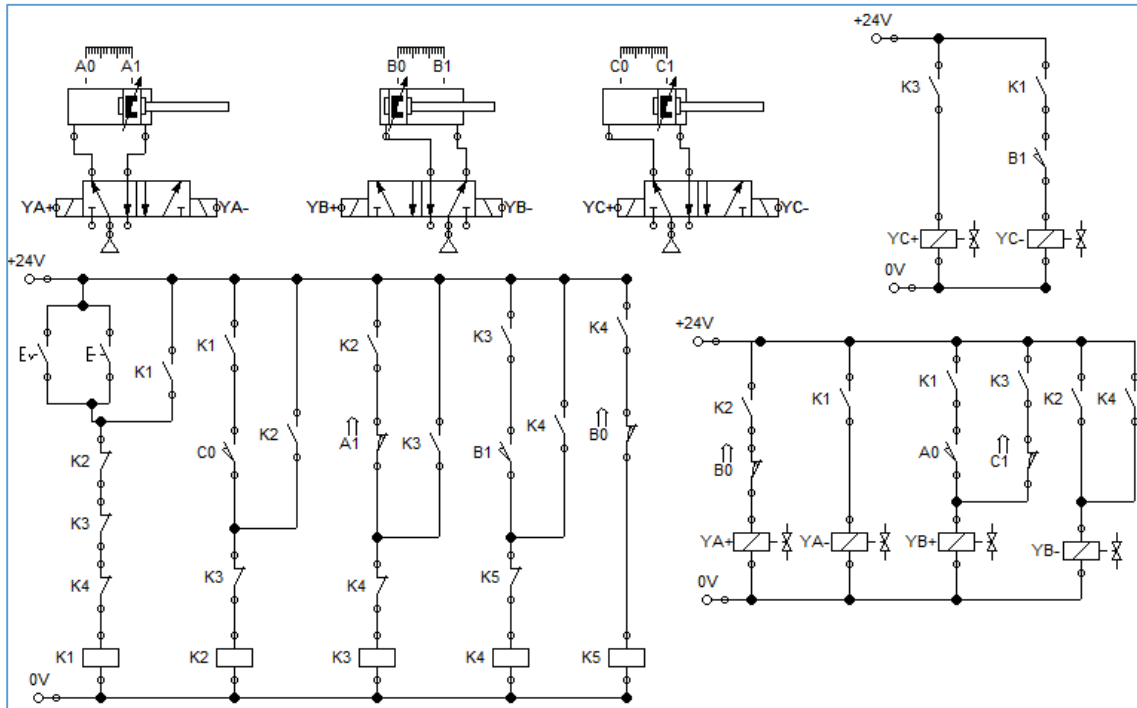 A0 A1
B0 B1
C0 C1
YA+ YA-
YB+ YB-
YC+ YC-
+24V
K3
K1
B1
YC+
YC-
0V
+24V
K1
K1
K2
K3
K4
K2
C0
K2
A1
K3
B1
K4
B0
K2
K3
K4
K3
K4
K5
K1
K2
K3
K4
K5
0V
+24V
K2
K1
K1
K3
K2
K4
B0
A0
C1
YA+
YA-
YB+
YB-
0V